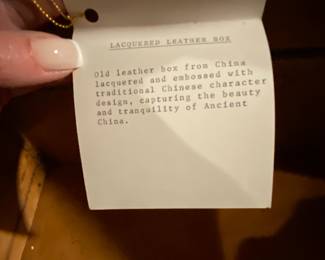 LACQUERED LEATHER BOX
Old leather box from China
lacquered and embossed with
traditional Chinese character
design, capturing the beauty
and tranquility of Ancient
China.